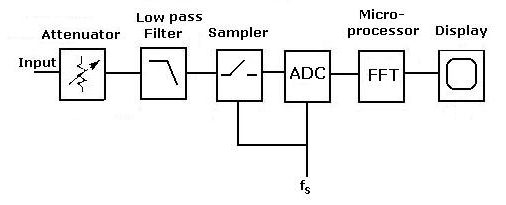 Low pass
Filter
Micro-
processor
Attenuator
Sampler
Display
Input
ADC
FFT
fs